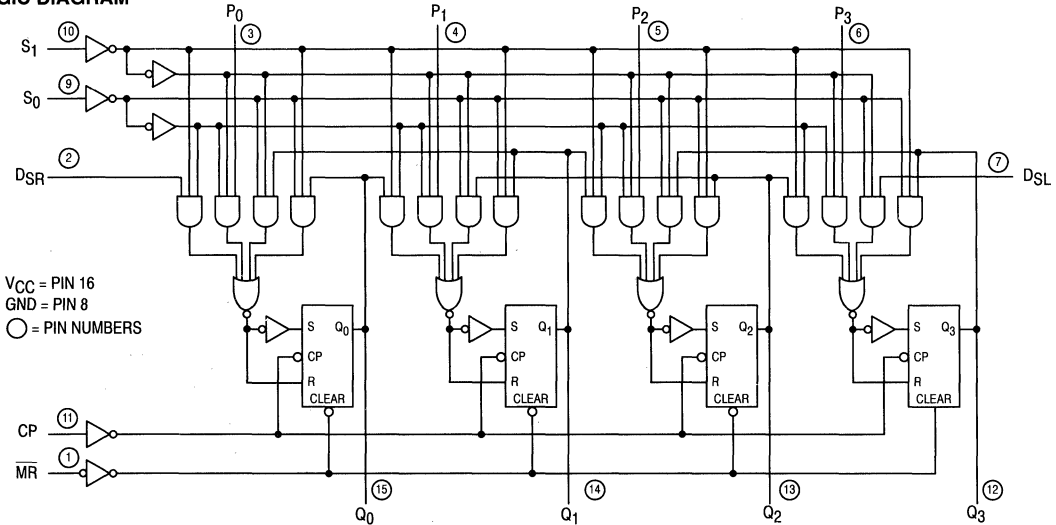 GIC DIAGRAM
P0 P1 P2 P3
10 3 4 5 6
S1
9
S0
2 7
DSR DSL
VCC = PIN 16
GND = PIN 8
◯ = PIN NUMBERS
S Q0 S Q1 S Q2 S Q3
CP CP CP CP
R R R R
CLEAR CLEAR CLEAR CLEAR
11
CP
1
M̅R̅
15 14 13 12
Q0 Q1 Q2 Q3